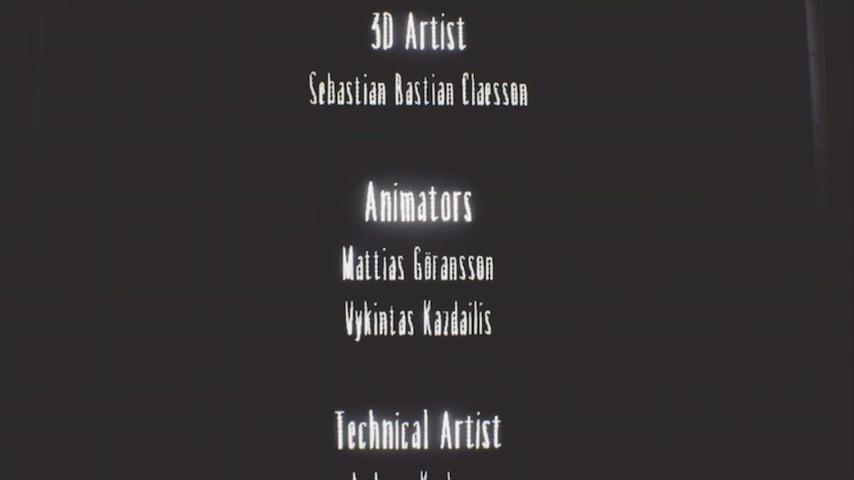 3D Artist
Sebastian Bastian Claesson
Animators
Mattias Göransson
Vykintas Kazdailis
Technical Artist